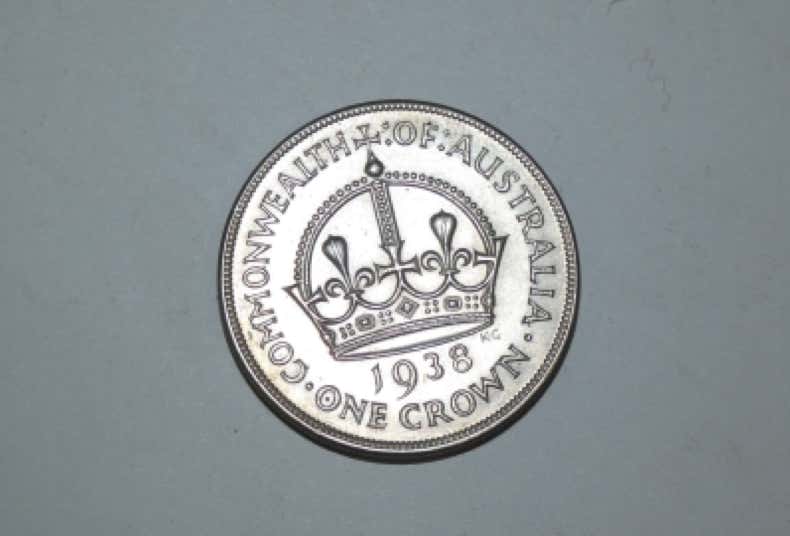 COMMONWEALTH OF AUSTRALIA
KG
1938
ONE CROWN